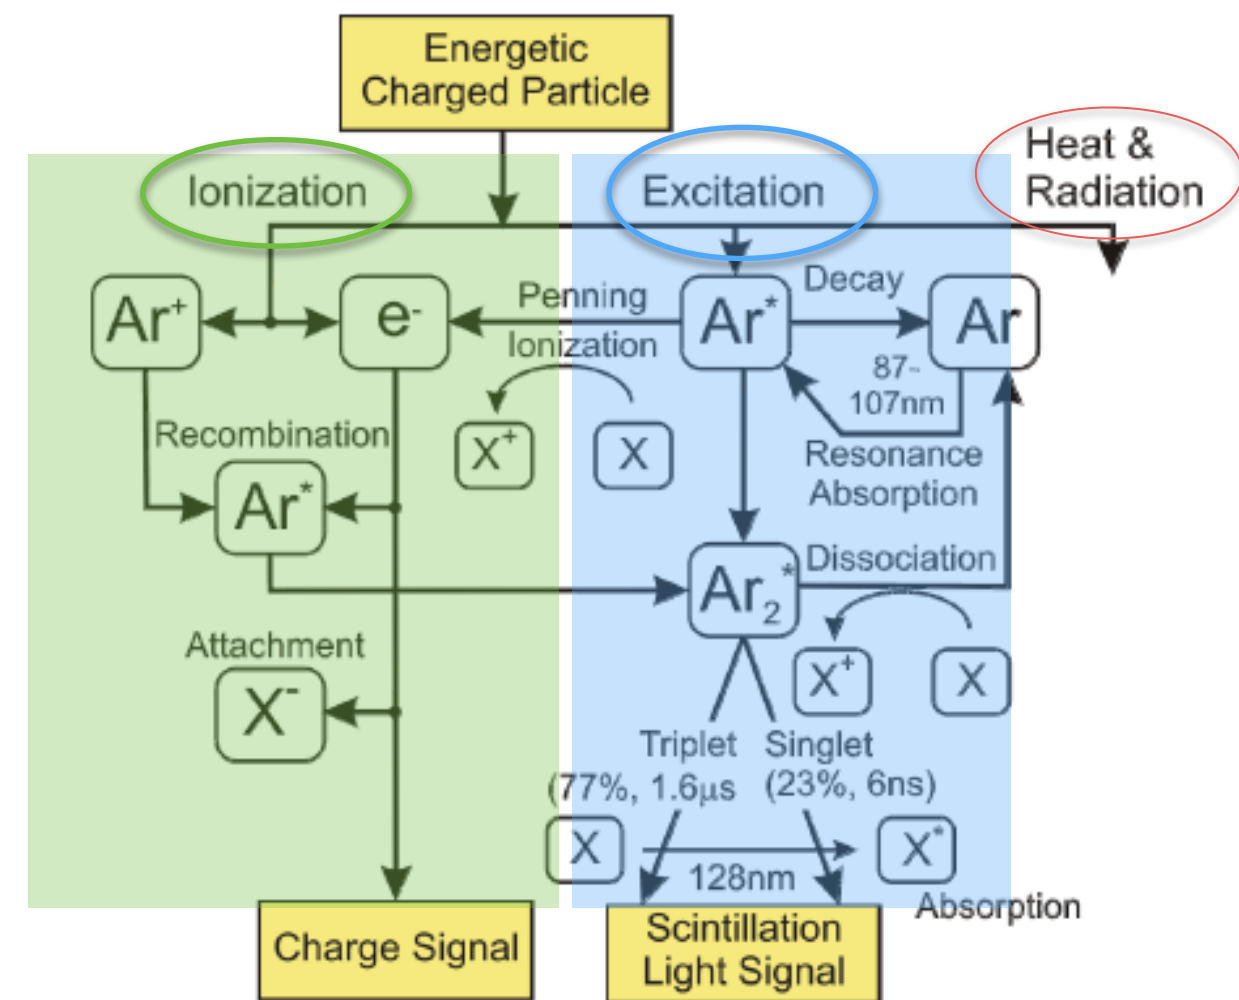 Energetic
Charged Particle
Ionization
Excitation
Heat &
Radiation
Ar+
e-
Penning
Ionization
Ar*
Decay
Ar
87-
107nm
X+
X
Resonance
Absorption
Recombination
Ar*
Ar2*
Dissociation
X+
X
Attachment
X-
Triplet
(77%, 1.6μs
Singlet
(23%, 6ns)
X
128nm
X*
Absorption
Charge Signal
Scintillation
Light Signal